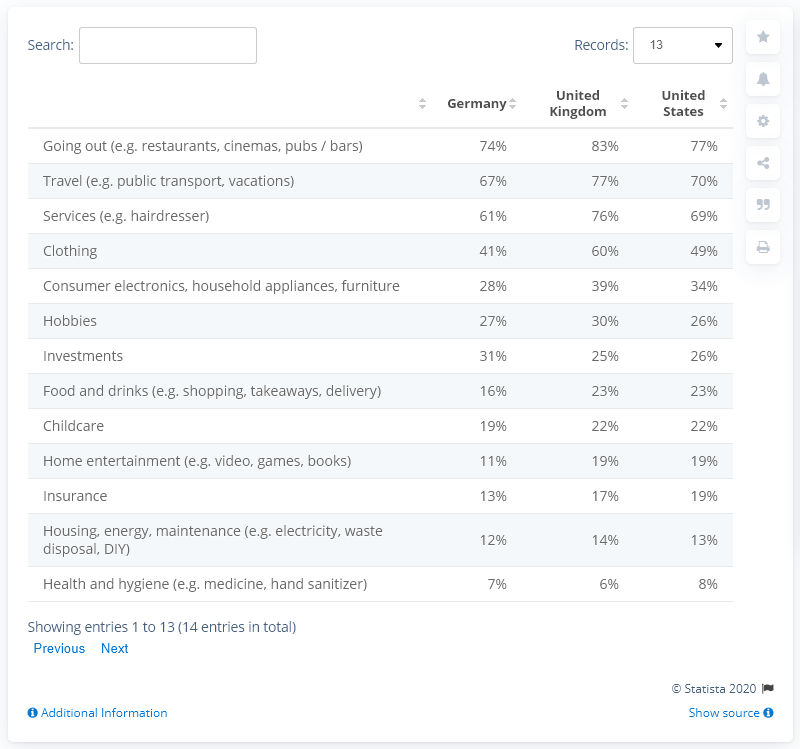 Search:
Records: 13
Germany United Kingdom United States
Going out (e.g. restaurants, cinemas, pubs / bars) 74% 83% 77%
Travel (e.g. public transport, vacations) 67% 77% 70%
Services (e.g. hairdresser) 61% 76% 69%
Clothing 41% 60% 49%
Consumer electronics, household appliances, furniture 28% 39% 34%
Hobbies 27% 30% 26%
Investments 31% 25% 26%
Food and drinks (e.g. shopping, takeaways, delivery) 16% 23% 23%
Childcare 19% 22% 22%
Home entertainment (e.g. video, games, books) 11% 19% 19%
Insurance 13% 17% 19%
Housing, energy, maintenance (e.g. electricity, waste
disposal, DIY) 12% 14% 13%
Health and hygiene (e.g. medicine, hand sanitizer) 7% 6% 8%
Showing entries 1 to 13 (14 entries in total)
Previous Next
© Statista 2020
Additional Information
Show source